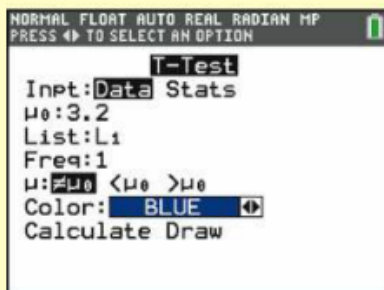 NORMAL FLOAT AUTO REAL RADIAN MP
PRESS ◀▶ TO SELECT AN OPTION
T-Test
Inpt:Data Stats
μ₀:3.2
List:L₁
Freq:1
μ:≠μ₀ <μ₀ >μ₀
Color: BLUE ◀▶
Calculate Draw